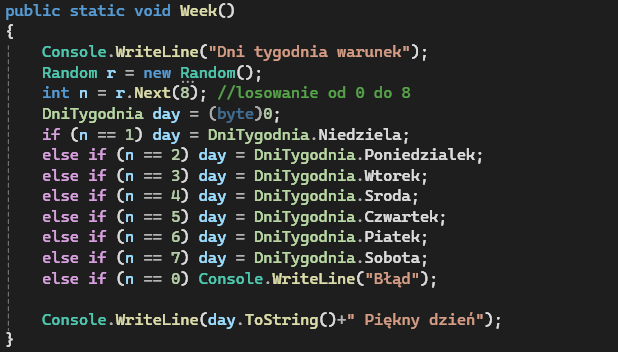 public static void Week()
{
Console.WriteLine("Dni tygodnia warunek");
Random r = new Random();
int n = r.Next(8); //losowanie od 0 do 8
DniTygodnia day = (byte)0;
if (n == 1) day = DniTygodnia.Niedziela;
else if (n == 2) day = DniTygodnia.Poniedzialek;
else if (n == 3) day = DniTygodnia.Wtorek;
else if (n == 4) day = DniTygodnia.Sroda;
else if (n == 5) day = DniTygodnia.Czwartek;
else if (n == 6) day = DniTygodnia.Piatek;
else if (n == 7) day = DniTygodnia.Sobota;
else if (n == 0) Console.WriteLine("Błąd");
Console.WriteLine(day.ToString()+" Piękny dzień");
}